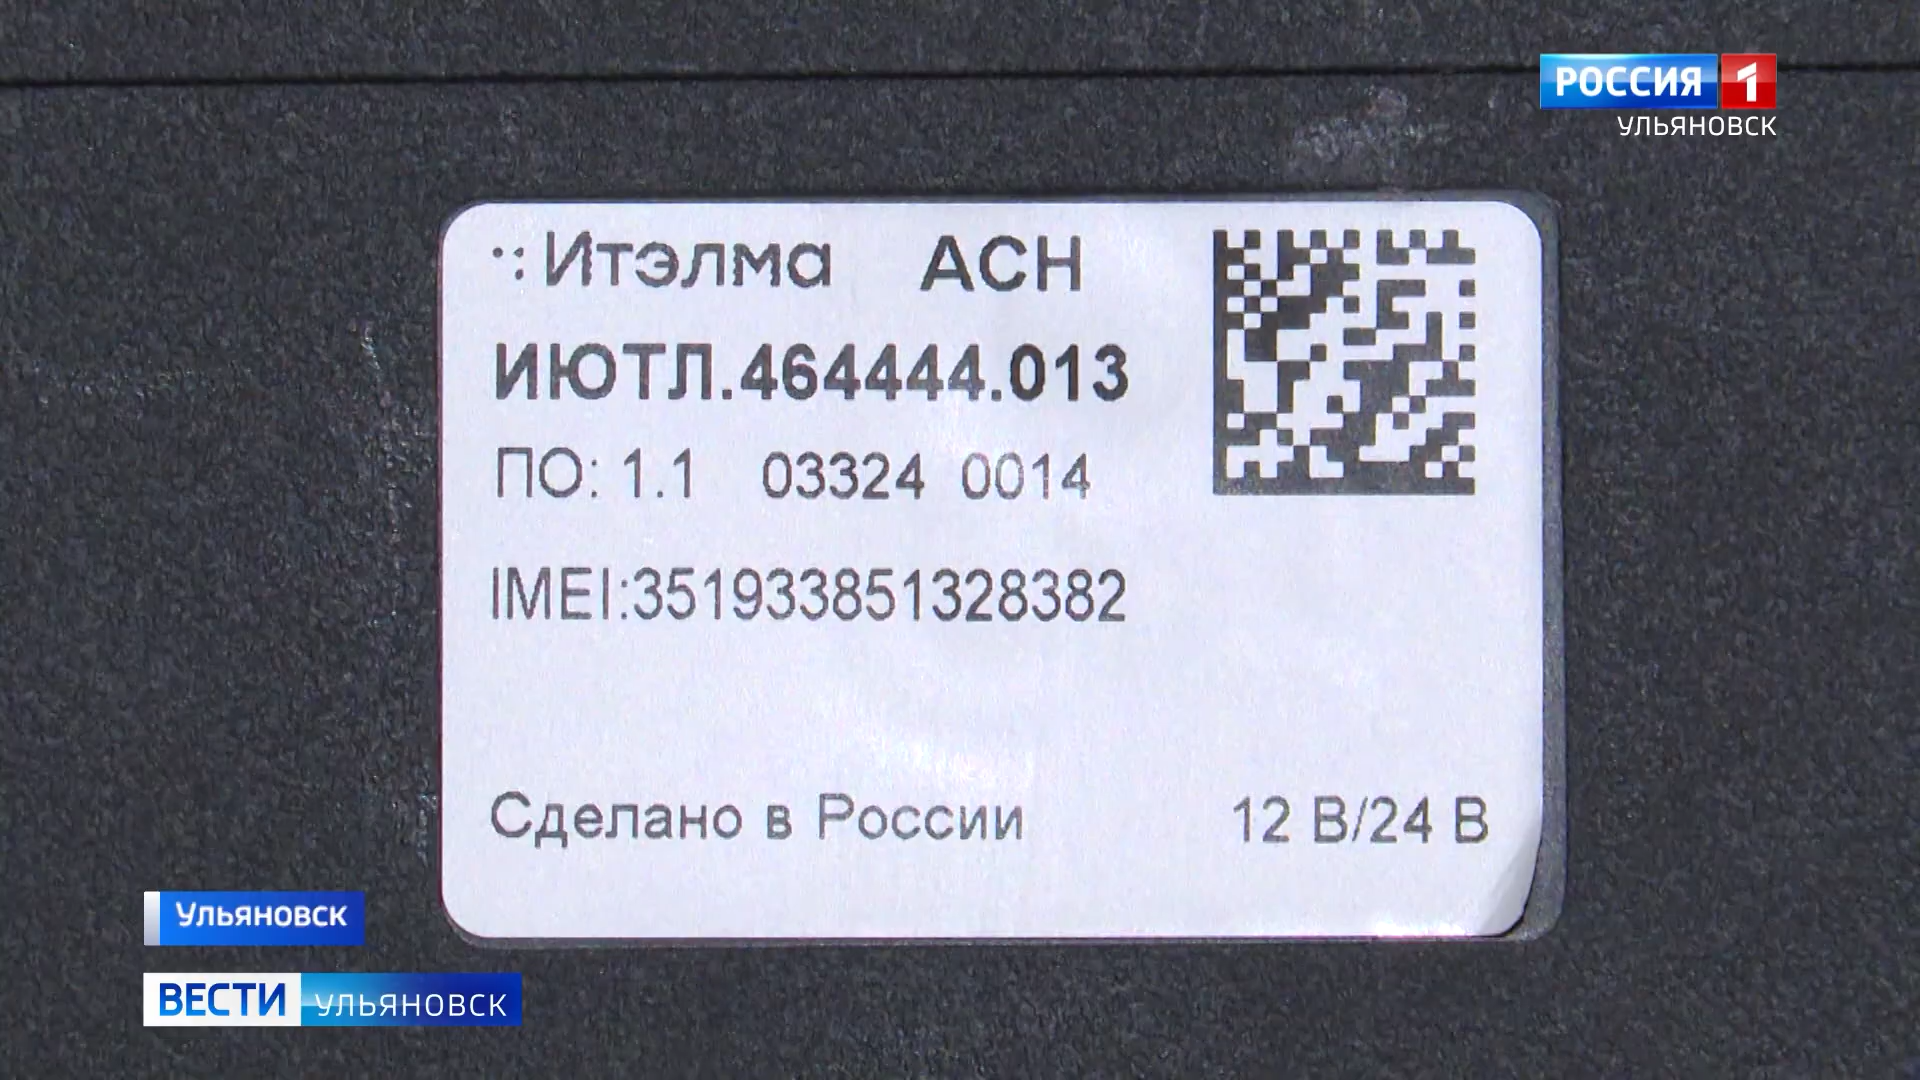 РОССИЯ 1
УЛЬЯНОВСК
Итэлма АСН
ИЮТЛ.464444.013
ПО: 1.1 03324 0014
IMEI:351933851328382
Сделано в России 12 В/24 В
Ульяновск
ВЕСТИ УЛЬЯНОВСК